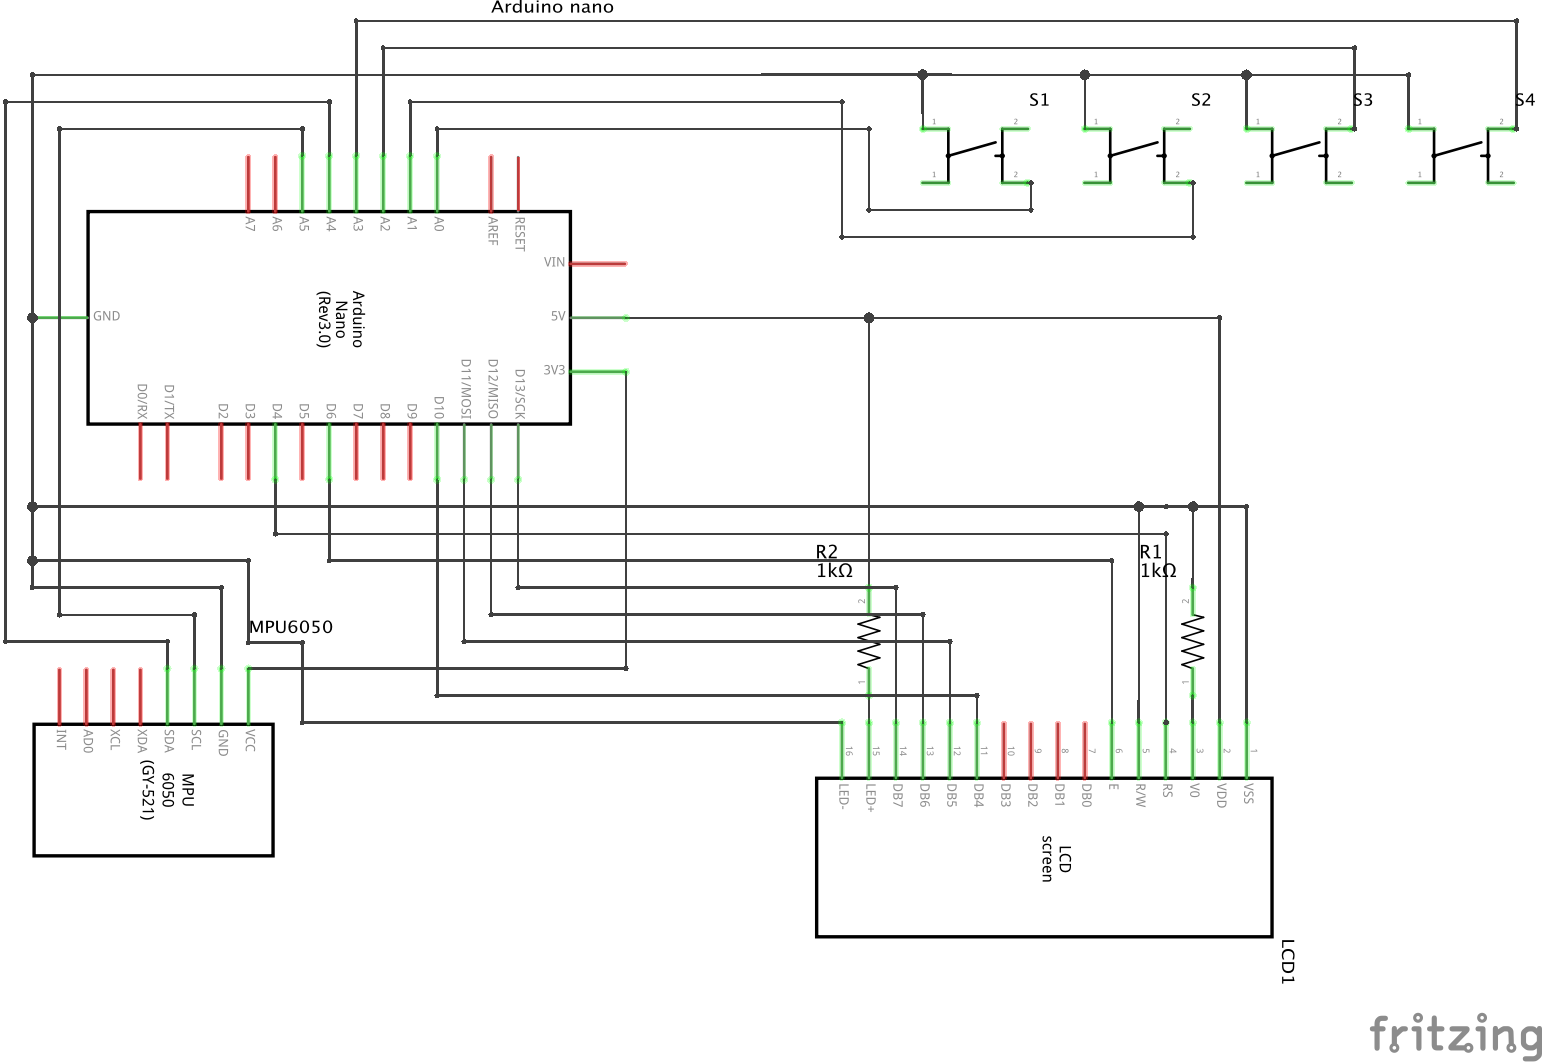 Arduino nano
S1
S2
S3
S4
1
2
1
2
1
2
1
2
1
2
1
2
1
2
1
2
A7
A6
A5
A4
A3
A2
A1
A0
AREF
RESET
VIN
GND
5V
3V3
Arduino
Nano
(Rev3.0)
D0/RX
D1/TX
D2
D3
D4
D5
D6
D7
D8
D9
D10
D11/MOSI
D12/MISO
D13/SCK
R2
1kΩ
R1
1kΩ
2
1
2
1
MPU6050
INT
AD0
XCL
XDA
SDA
SCL
GND
VCC
MPU
6050
(GY-521)
16
15
14
13
12
11
10
9
8
7
6
5
4
3
2
1
LED-
LED+
DB7
DB6
DB5
DB4
DB3
DB2
DB1
DB0
E
R/W
RS
V0
VDD
VSS
LCD
screen
LCD1
fritzing